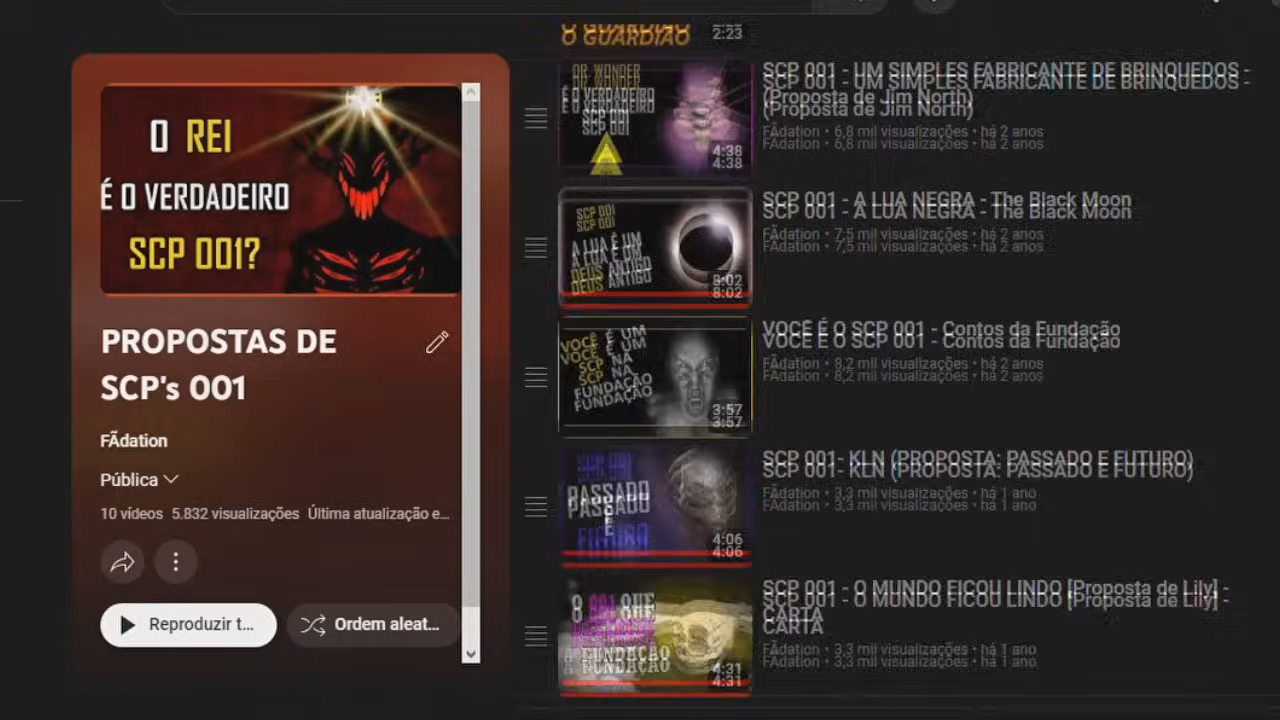 O REI
É O VERDADEIRO
SCP 001?
PROPOSTAS DE
SCP's 001
FÃdation
Pública
10 vídeos 5.832 visualizações Última atualização e...
Reproduzir t...
Ordem aleat...
O GUARDIÃO
2:23
DR. WONDER
É O VERDADEIRO
SCP 001
4:38
SCP 001 - UM SIMPLES FABRICANTE DE BRINQUEDOS -
(Proposta de Jim North)
FÃdation • 6,8 mil visualizações • há 2 anos
SCP 001
A LUA É UM
DEUS ANTIGO
8:02
SCP 001 - A LUA NEGRA - The Black Moon
FÃdation • 7,5 mil visualizações • há 2 anos
VOCÊ É UM
SCP NA
FUNDAÇÃO
3:57
VOCÊ É O SCP 001 - Contos da Fundação
FÃdation • 8,2 mil visualizações • há 2 anos
PASSADO
E
FUTURO
4:06
SCP 001- KLN (PROPOSTA: PASSADO E FUTURO)
FÃdation • 3,3 mil visualizações • há 1 ano
O 001 QUE
A FUNDAÇÃO
4:31
SCP 001 - O MUNDO FICOU LINDO [Proposta de Lily] -
CARTA
FÃdation • 3,3 mil visualizações • há 1 ano